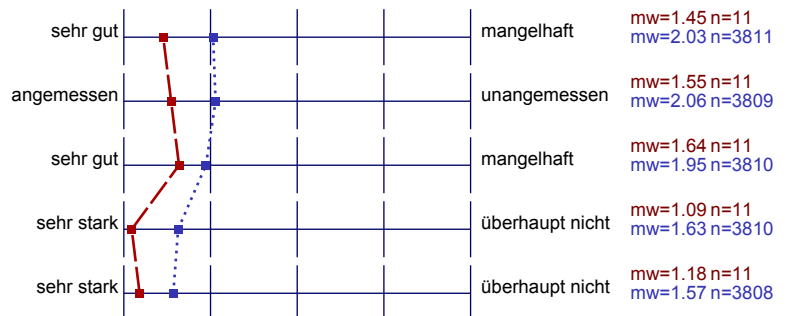 sehr gut mangelhaft mw=1.45 n=11
mw=2.03 n=3811
angemessen unangemessen mw=1.55 n=11
mw=2.06 n=3809
sehr gut mangelhaft mw=1.64 n=11
mw=1.95 n=3810
sehr stark überhaupt nicht mw=1.09 n=11
mw=1.63 n=3810
sehr stark überhaupt nicht mw=1.18 n=11
mw=1.57 n=3808